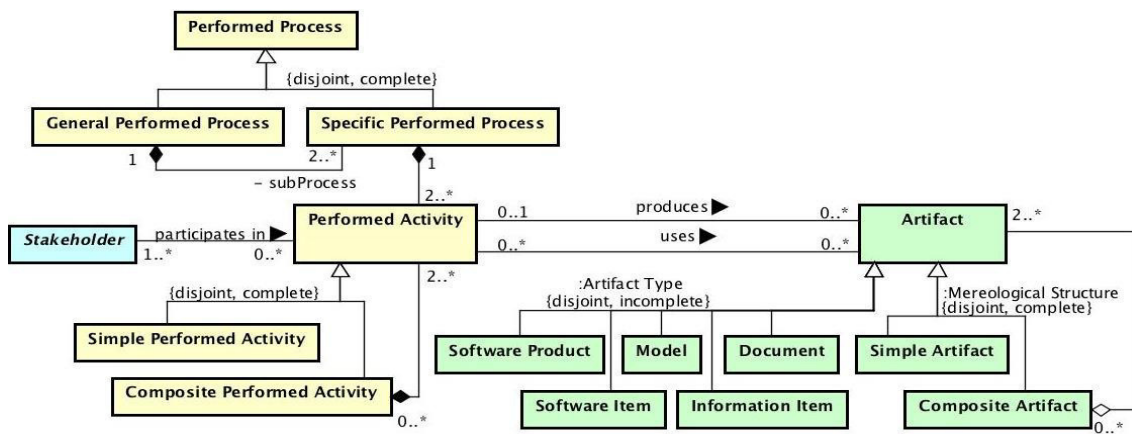 Performed Process
{disjoint, complete}
General Performed Process
Specific Performed Process
1
2..*
1
- subProcess
2..*
Performed Activity
0..1
produces ▶
0..*
Artifact
2..*
Stakeholder
participates in ▶
1..*
0..*
0..*
uses ▶
0..*
{disjoint, complete}
2..*
:Artifact Type
{disjoint, incomplete}
:Mereological Structure
{disjoint, complete}
Simple Performed Activity
Software Product
Model
Document
Simple Artifact
Composite Performed Activity
0..*
Software Item
Information Item
Composite Artifact
0..*